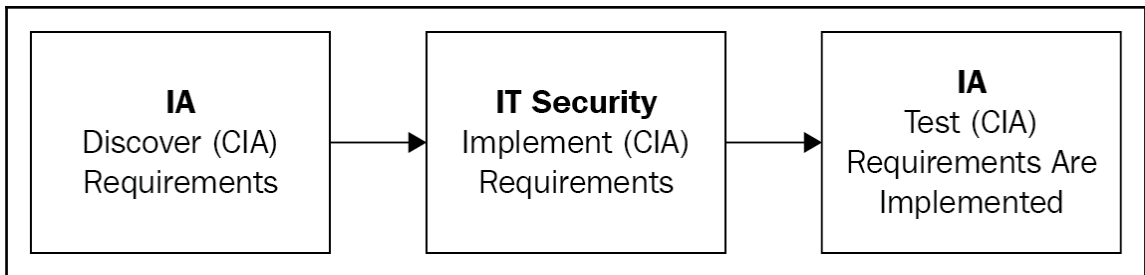 IA
Discover (CIA)
Requirements
IT Security
Implement (CIA)
Requirements
IA
Test (CIA)
Requirements Are
Implemented